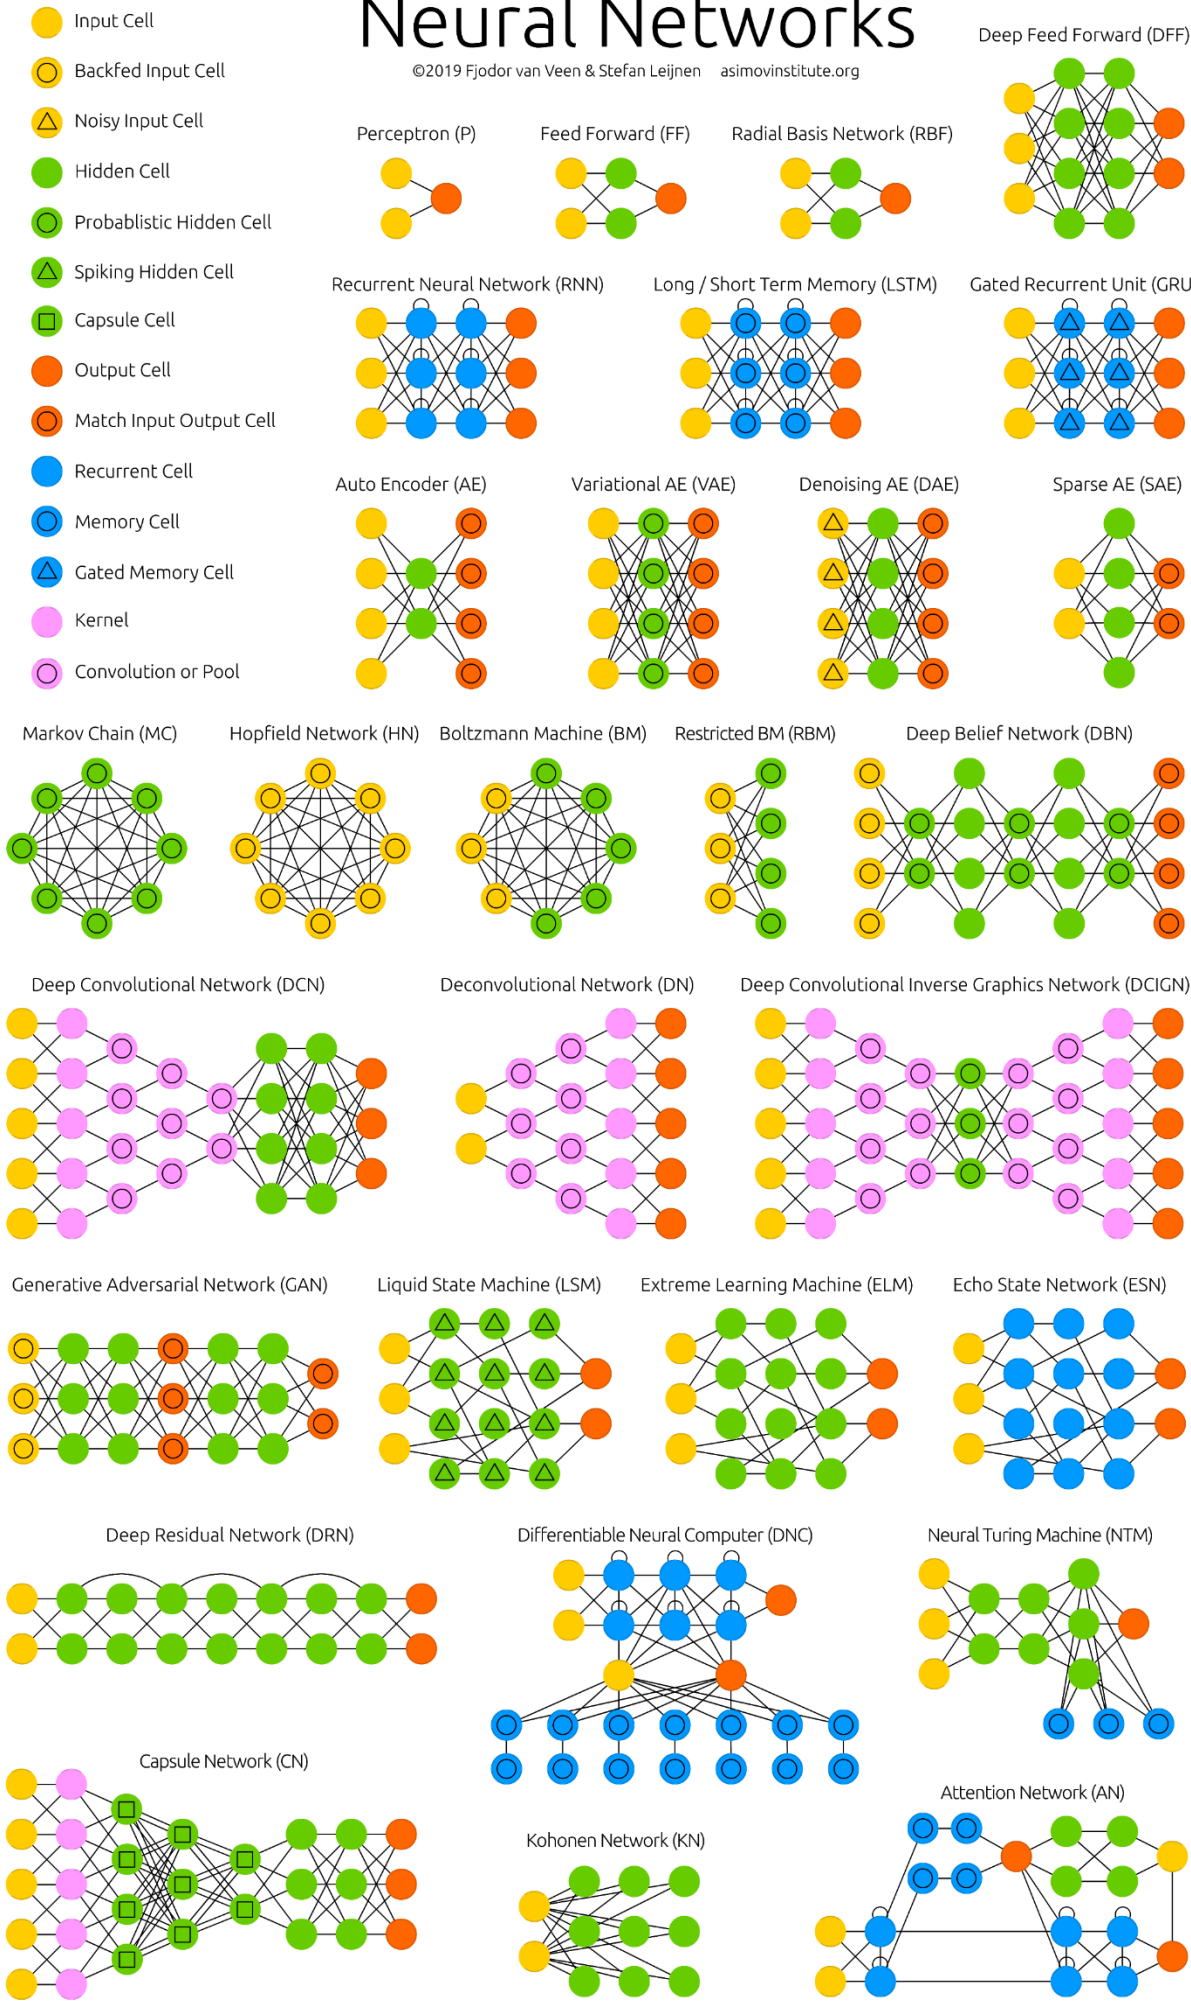 Neural Networks
©2019 Fjodor van Veen & Stefan Leijnen asimovinstitute.org
Input Cell
Backfed Input Cell
Noisy Input Cell
Hidden Cell
Probablistic Hidden Cell
Spiking Hidden Cell
Capsule Cell
Output Cell
Match Input Output Cell
Recurrent Cell
Memory Cell
Gated Memory Cell
Kernel
Convolution or Pool
Deep Feed Forward (DFF)
Perceptron (P)
Feed Forward (FF)
Radial Basis Network (RBF)
Recurrent Neural Network (RNN)
Long / Short Term Memory (LSTM)
Gated Recurrent Unit (GRU
Auto Encoder (AE)
Variational AE (VAE)
Denoising AE (DAE)
Sparse AE (SAE)
Markov Chain (MC)
Hopfield Network (HN)
Boltzmann Machine (BM)
Restricted BM (RBM)
Deep Belief Network (DBN)
Deep Convolutional Network (DCN)
Deconvolutional Network (DN)
Deep Convolutional Inverse Graphics Network (DCIGN)
Generative Adversarial Network (GAN)
Liquid State Machine (LSM)
Extreme Learning Machine (ELM)
Echo State Network (ESN)
Deep Residual Network (DRN)
Differentiable Neural Computer (DNC)
Neural Turing Machine (NTM)
Capsule Network (CN)
Kohonen Network (KN)
Attention Network (AN)